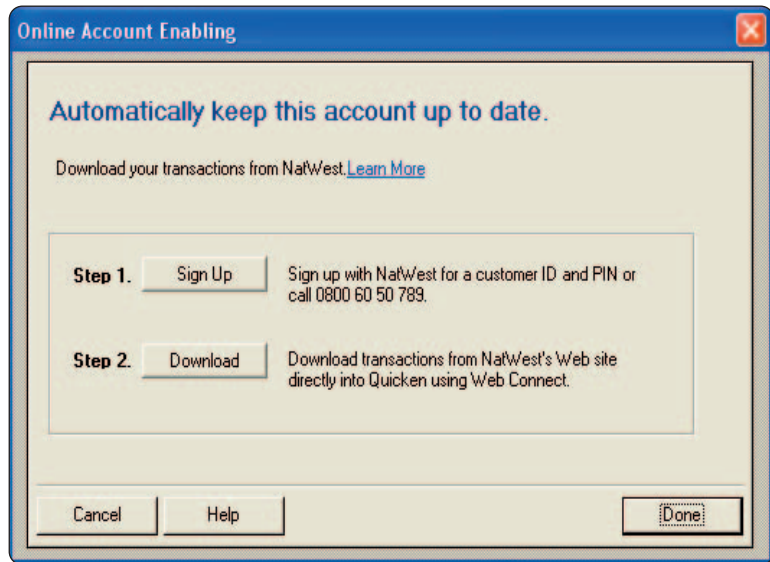 Online Account Enabling
Automatically keep this account up to date.
Download your transactions from NatWest.Learn More
Step 1. Sign Up Sign up with NatWest for a customer ID and PIN or
call 0800 60 50 789.
Step 2. Download Download transactions from NatWest's Web site
directly into Quicken using Web Connect.
Cancel Help Done